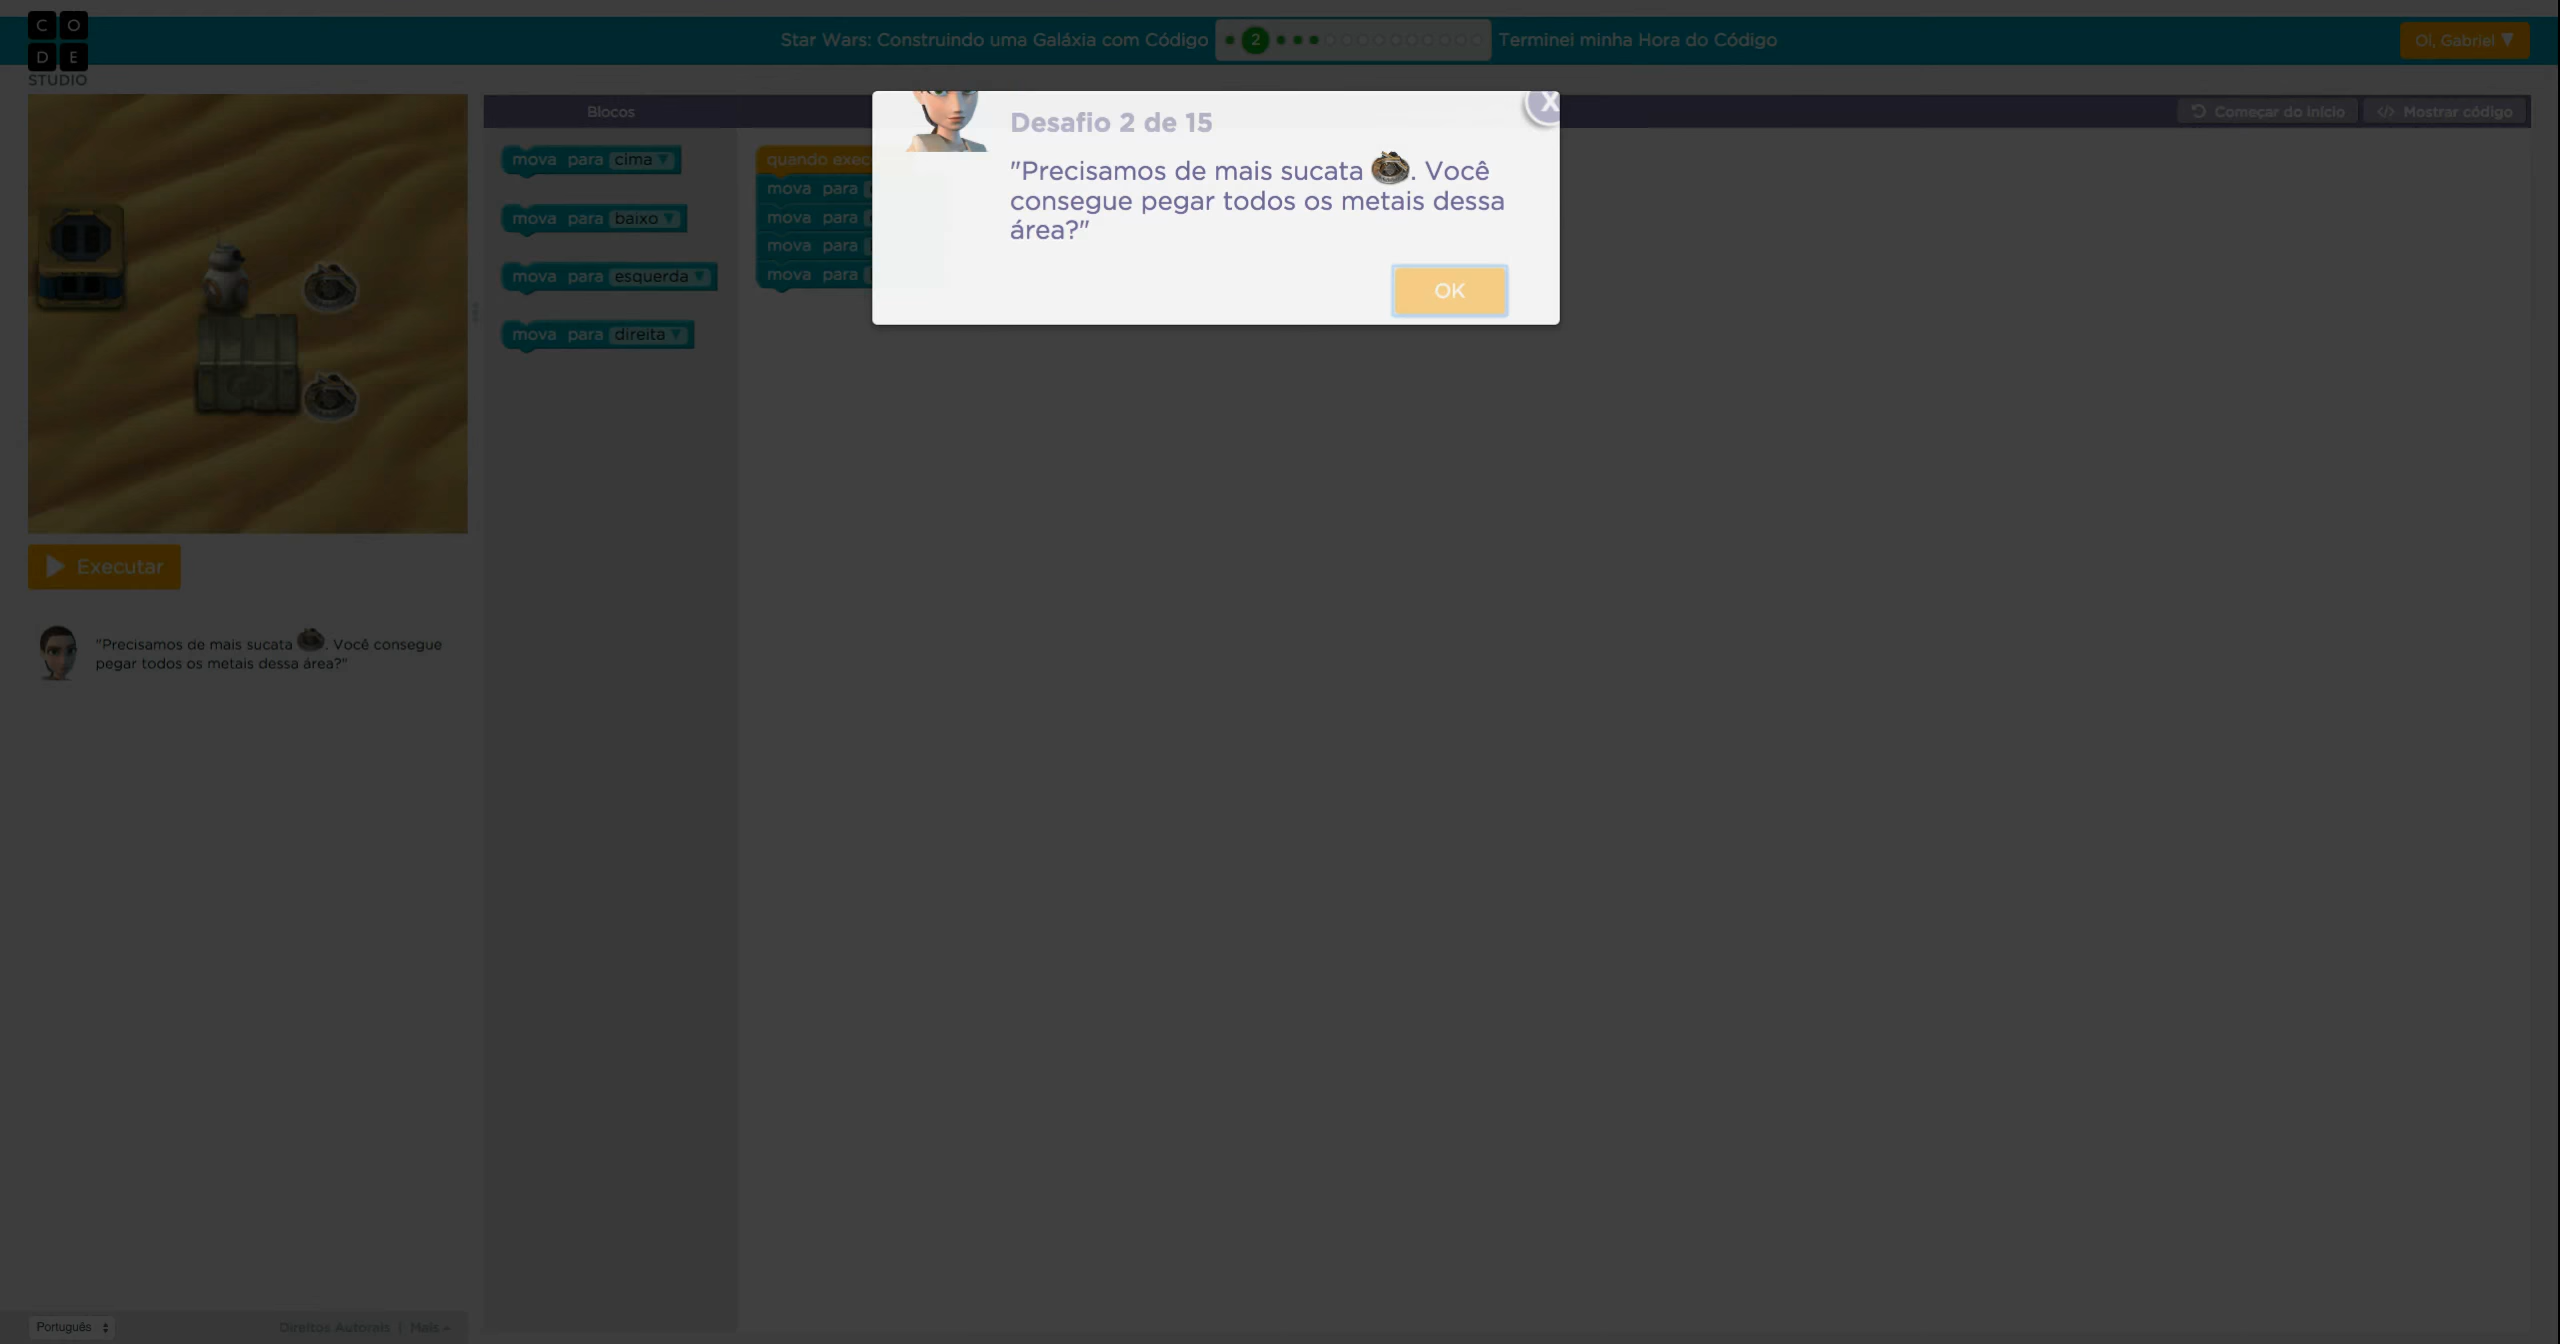 C O
D E
STUDIO
Star Wars: Construindo uma Galáxia com Código
2
Terminei minha Hora do Código
Oi, Gabriel
Blocos
Começar do início
</> Mostrar código
mova para cima
mova para baixo
mova para esquerda
mova para direita
quando exec
mova para
mova para
mova para
mova para
X
Desafio 2 de 15
"Precisamos de mais sucata . Você
consegue pegar todos os metais dessa
área?"
OK
Executar
"Precisamos de mais sucata . Você consegue
pegar todos os metais dessa área?"
Português
Direitos Autorais | Mais